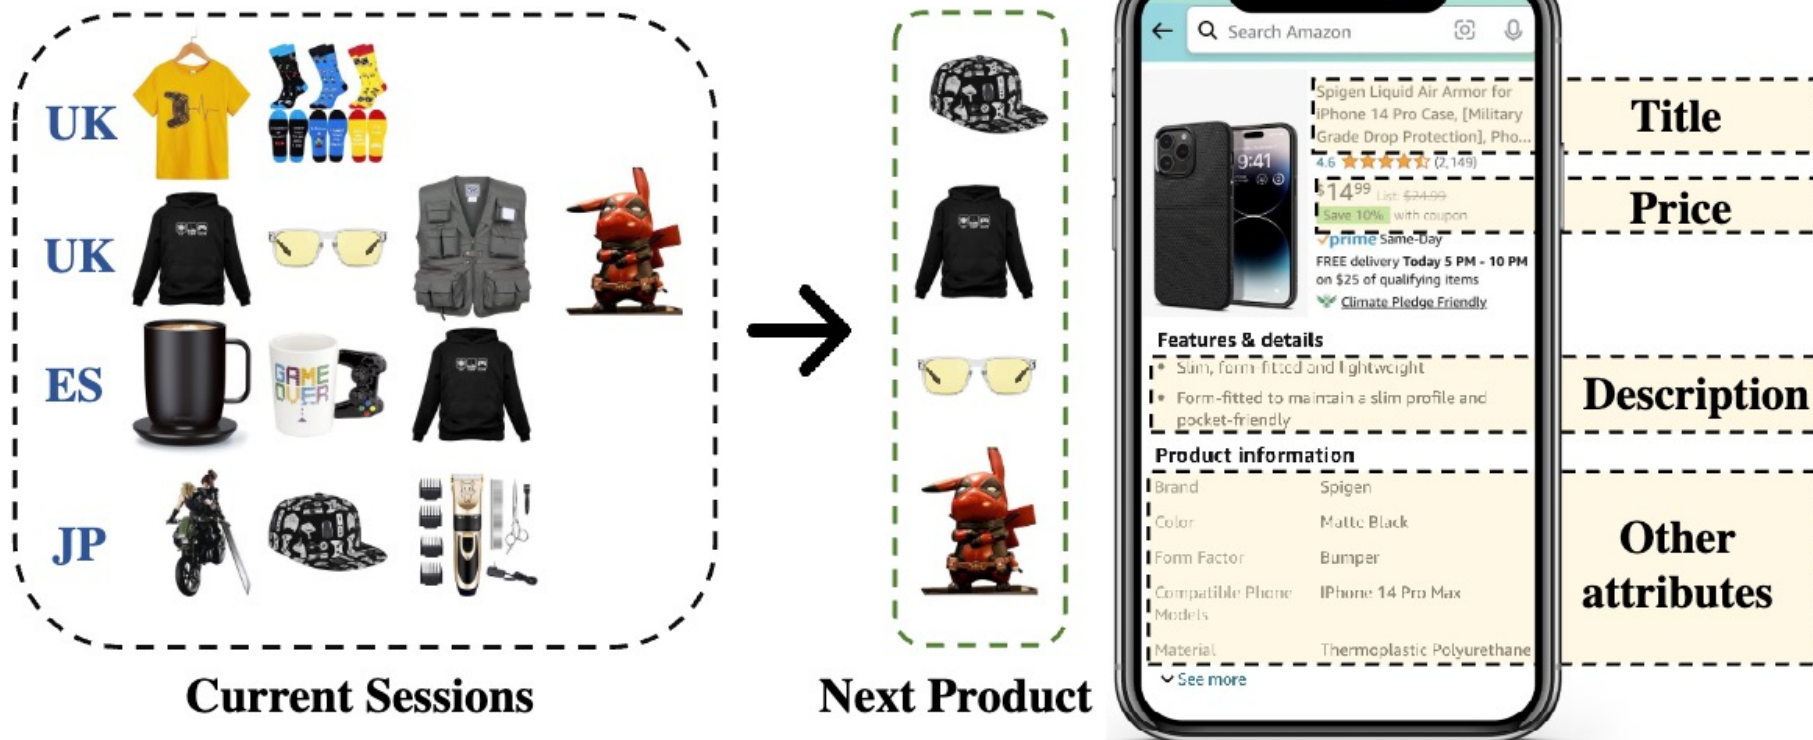 UK
UK
ES
GAME
OVER
JP
Current Sessions
Next Product
Search Amazon
Spigen Liquid Air Armor for
iPhone 14 Pro Case, [Military
Grade Drop Protection], Pho...
9:41
4.6 (2,149)
$14.99 List: $24.99
Save 10% with coupon
prime Same-Day
FREE delivery Today 5 PM - 10 PM
on $25 of qualifying items
Climate Pledge Friendly
Features & details
• Slim, form-fitted and lightweight
• Form-fitted to maintain a slim profile and
pocket-friendly
Product information
Brand Spigen
Color Matte Black
Form Factor Bumper
Compatible Phone IPhone 14 Pro Max
Models
Material Thermoplastic Polyurethane
See more
Title
Price
Description
Other
attributes